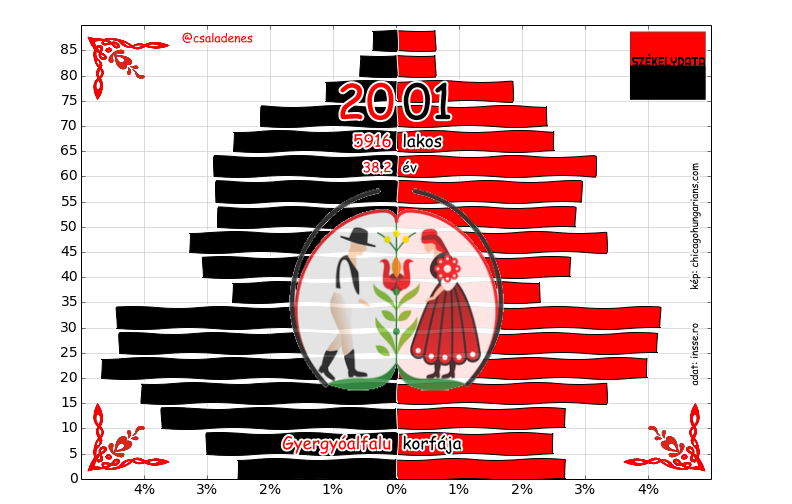 @csaladenes
SZÉKELYDATA
2001
5916 lakos
38,2 év
Gyergyóalfalu korfája
kép: chicagohungarians.com
adat: insse.ro
85
80
75
70
65
60
55
50
45
40
35
30
25
20
15
10
5
0
4% 3% 2% 1% 0% 1% 2% 3% 4%